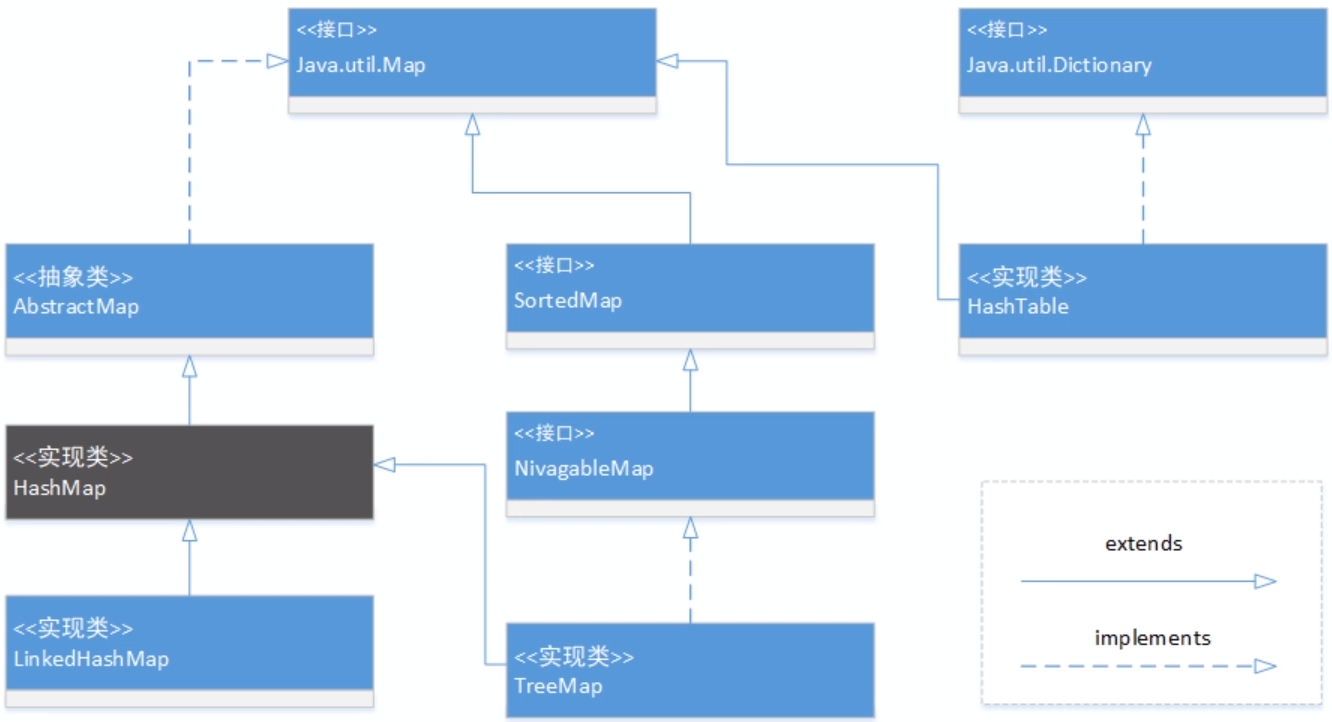 <<接口>>
Java.util.Map
<<接口>>
Java.util.Dictionary
<<抽象类>>
AbstractMap
<<接口>>
SortedMap
<<实现类>>
HashTable
<<实现类>>
HashMap
<<接口>>
NivagableMap
<<实现类>>
LinkedHashMap
<<实现类>>
TreeMap
extends
implements